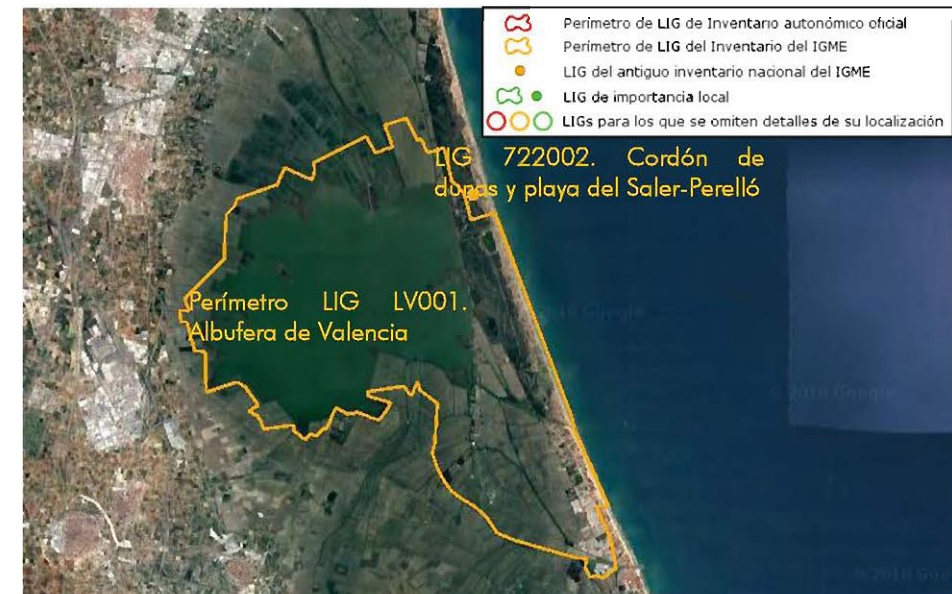 Perímetro de LIG de Inventario autonómico oficial
Perímetro de LIG del Inventario del IGME
LIG del antiguo inventario nacional del IGME
LIG de importancia local
LIGs para los que se omiten detalles de su localización
LIG 722002. Cordón de
dunas y playa del Saler-Perelló
Perímetro LIG LV001.
Albufera de Valencia
© 2018 Google